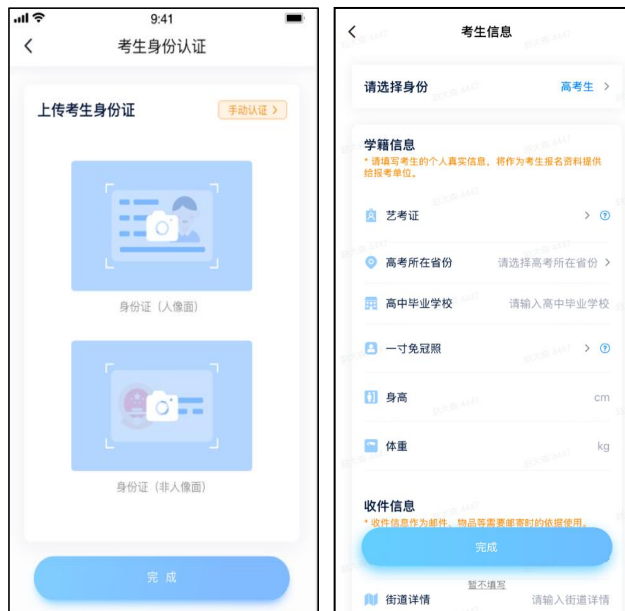 9:41
考生身份认证
上传考生身份证
手动认证 >
身份证（人像面）
身份证（非人像面）
完 成
考生信息
请选择身份
高考生 >
学籍信息
* 请填写考生的个人真实信息，将作为考生报名资料提供
给报考单位。
艺考证
高考所在省份
请选择高考所在省份 >
高中毕业学校
请输入高中毕业学校
一寸免冠照
身高
cm
体重
kg
收件信息
* 收件信息作为邮件、物品等需要邮寄时的依据使用。
完成
暂不填写
街道详情
请输入街道详情